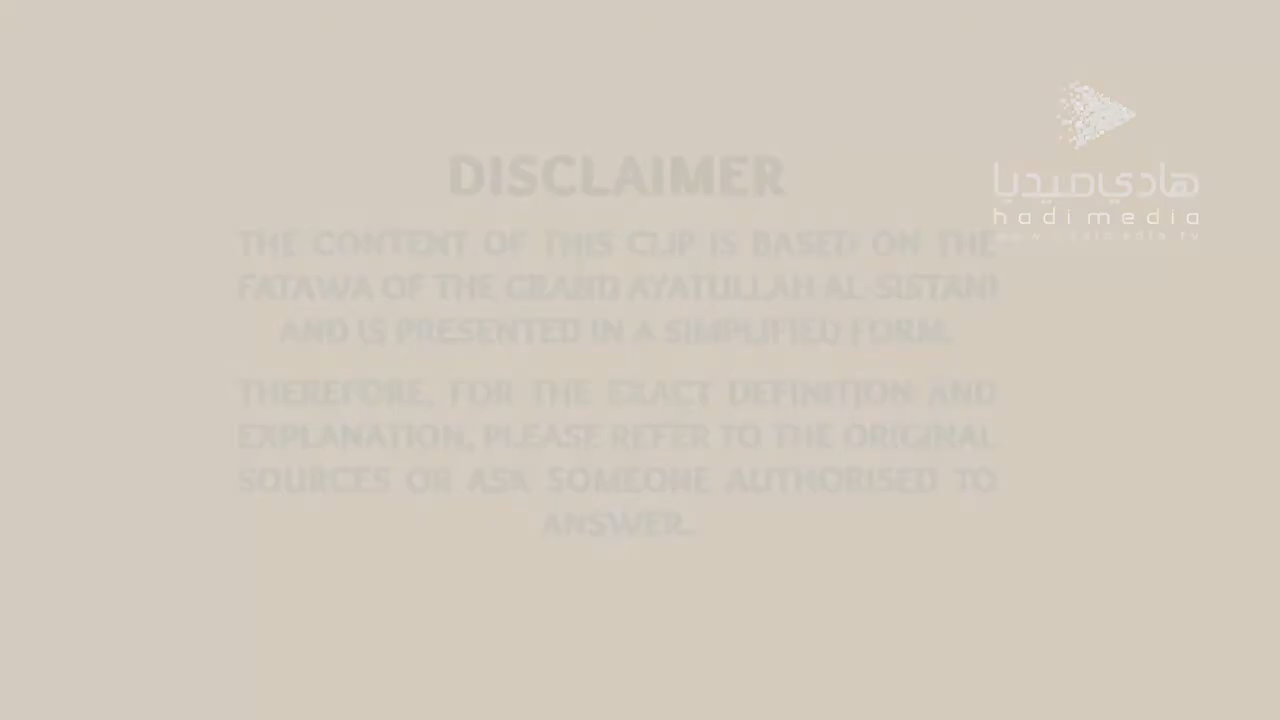 DISCLAIMER
THE CONTENT OF THIS CLIP IS BASED ON THE
FATAWA OF THE GRAND AYATULLAH AL-SISTANI
AND IS PRESENTED IN A SIMPLIFIED FORM.
THEREFORE, FOR THE EXACT DEFINITION AND
EXPLANATION, PLEASE REFER TO THE ORIGINAL
SOURCES OR ASK SOMEONE AUTHORISED TO
ANSWER.
هادي ميديا
hadimedia